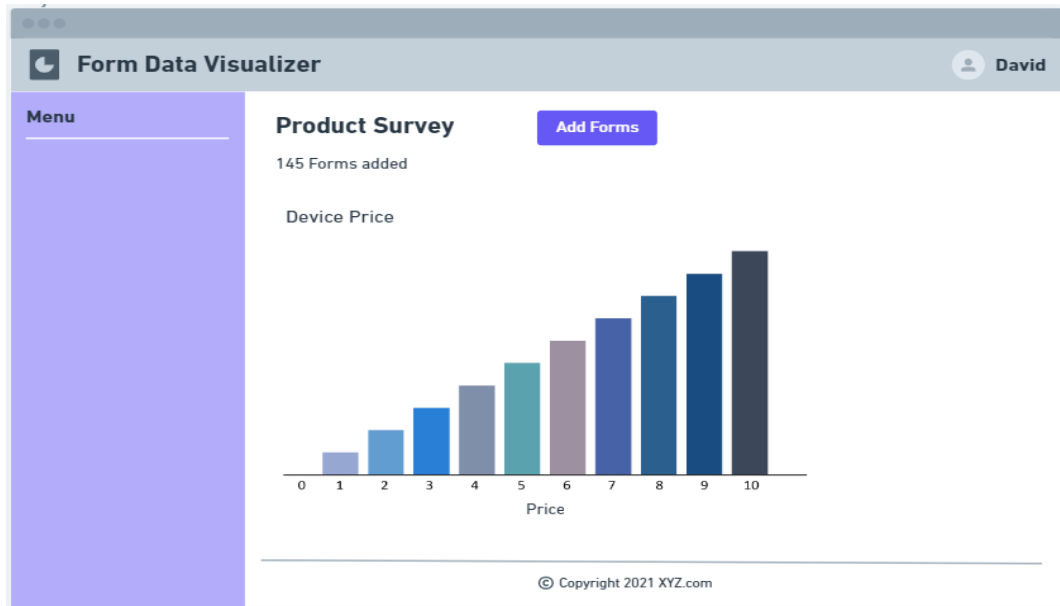 Form Data Visualizer
David
Menu
Product Survey
Add Forms
145 Forms added
Device Price
0 1 2 3 4 5 6 7 8 9 10
Price
© Copyright 2021 XYZ.com